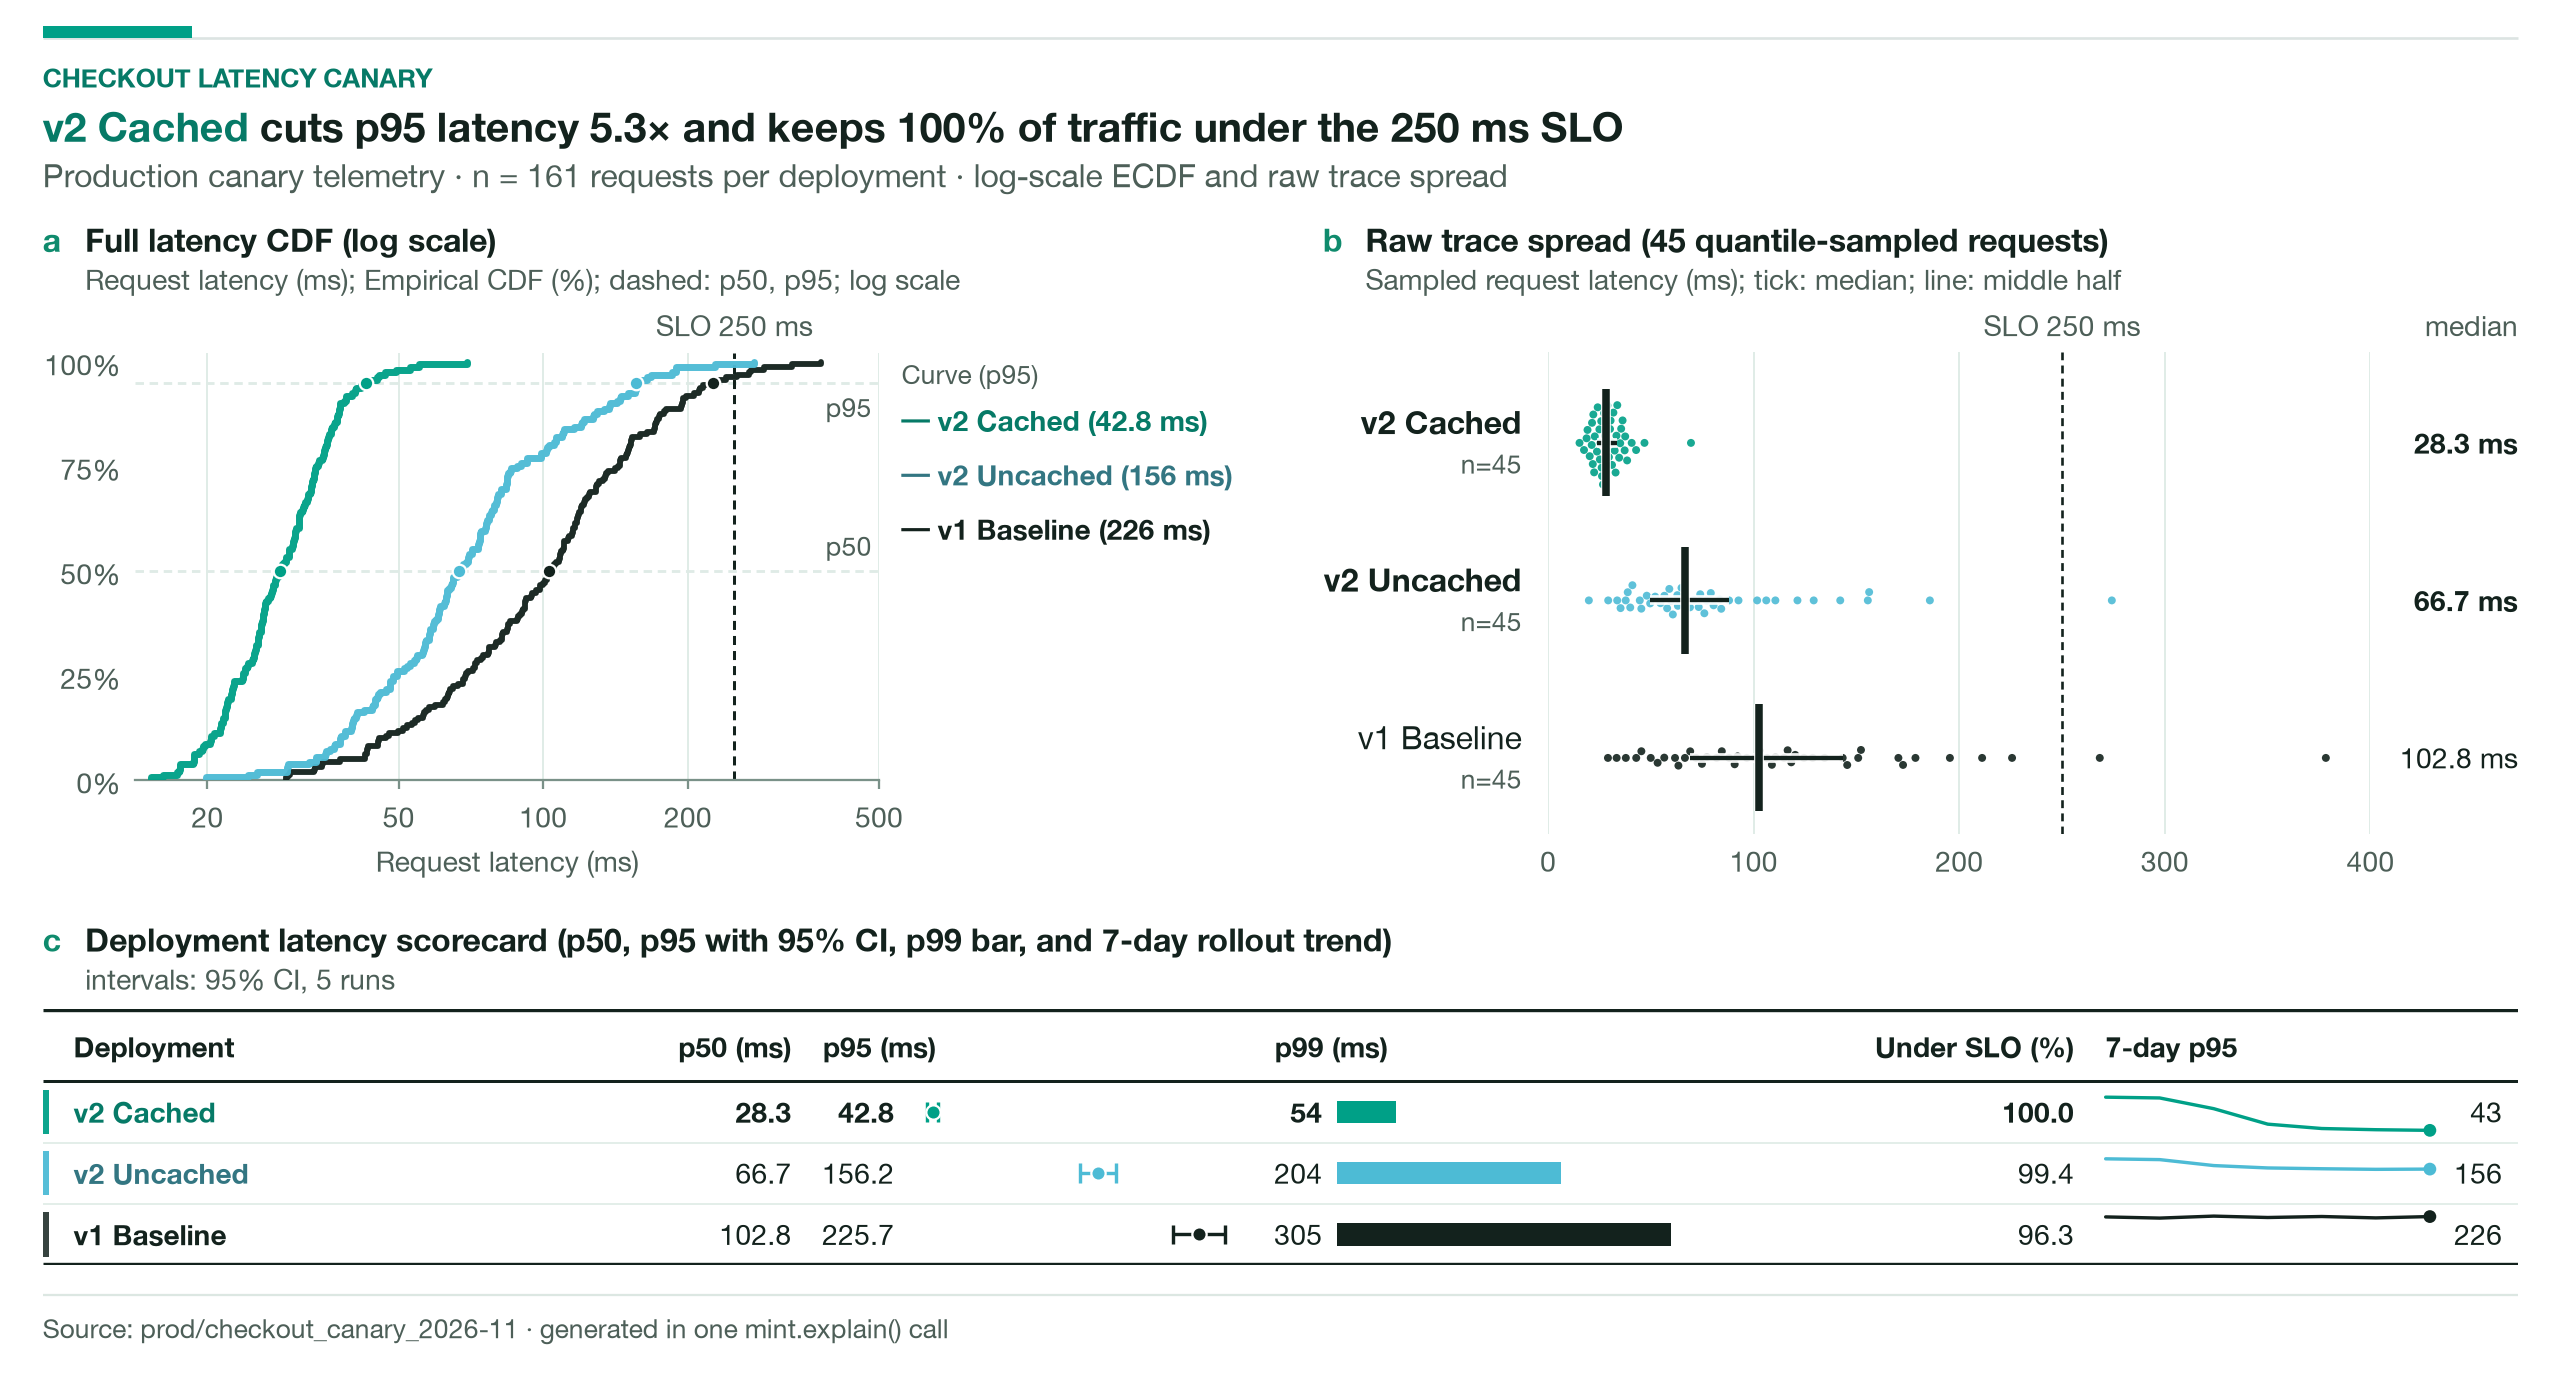 CHECKOUT LATENCY CANARY
v2 Cached cuts p95 latency 5.3× and keeps 100% of traffic under the 250 ms SLO
Production canary telemetry · n = 161 requests per deployment · log-scale ECDF and raw trace spread
a Full latency CDF (log scale)
Request latency (ms); Empirical CDF (%); dashed: p50, p95; log scale
SLO 250 ms
100%
75%
50%
25%
0%
p95
p50
20 50 100 200 500
Request latency (ms)
Curve (p95)
v2 Cached (42.8 ms)
v2 Uncached (156 ms)
v1 Baseline (226 ms)
b Raw trace spread (45 quantile-sampled requests)
Sampled request latency (ms); tick: median; line: middle half
SLO 250 ms median
v2 Cached
n=45
28.3 ms
v2 Uncached
n=45
66.7 ms
v1 Baseline
n=45
102.8 ms
0 100 200 300 400
c Deployment latency scorecard (p50, p95 with 95% CI, p99 bar, and 7-day rollout trend)
intervals: 95% CI, 5 runs
Deployment p50 (ms) p95 (ms) p99 (ms) Under SLO (%) 7-day p95
v2 Cached 28.3 42.8 54 100.0 43
v2 Uncached 66.7 156.2 204 99.4 156
v1 Baseline 102.8 225.7 305 96.3 226
Source: prod/checkout_canary_2026-11 · generated in one mint.explain() call